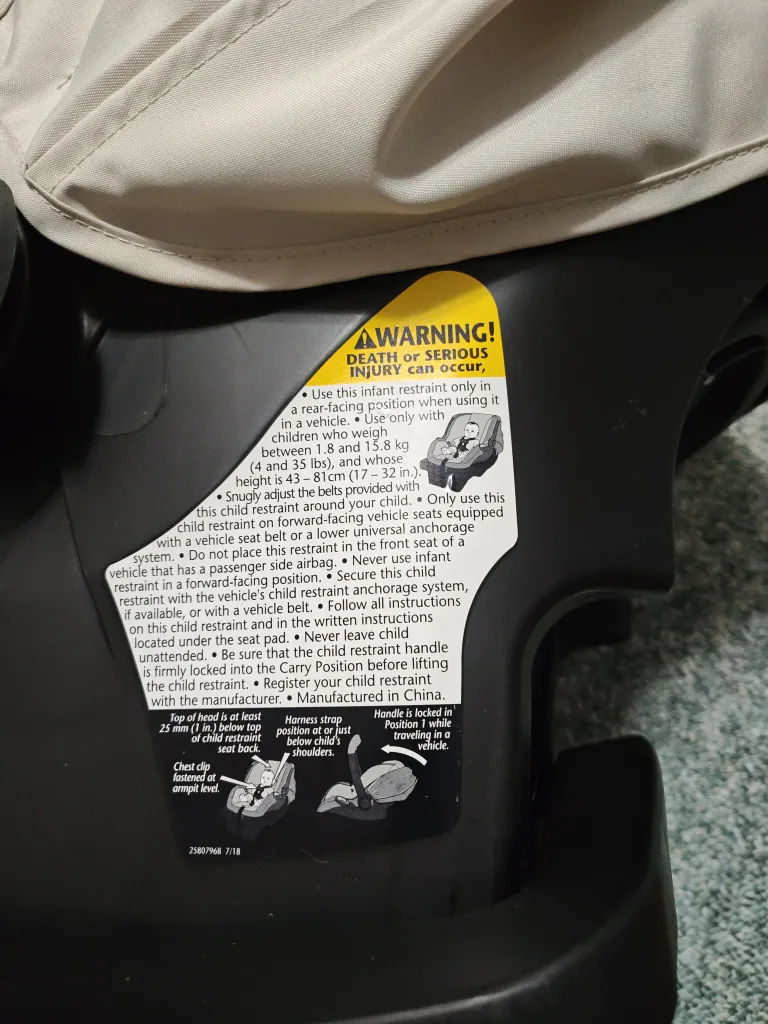 WARNING!
DEATH or SERIOUS
INJURY can occur,
• Use this infant restraint only in
a rear-facing position when using it
in a vehicle. • Use only with
children who weigh
between 1.8 and 15.8 kg
(4 and 35 lbs), and whose
height is 43 – 81cm (17 – 32 in.).
• Snugly adjust the belts provided with
this child restraint around your child. • Only use this
child restraint on forward-facing vehicle seats equipped
with a vehicle seat belt or a lower universal anchorage
system. • Do not place this restraint in the front seat of a
vehicle that has a passenger side airbag. • Never use infant
restraint in a forward-facing position. • Secure this child
restraint with the vehicle's child restraint anchorage system,
if available, or with a vehicle belt. • Follow all instructions
on this child restraint and in the written instructions
located under the seat pad. • Never leave child
unattended. • Be sure that the child restraint handle
is firmly locked into the Carry Position before lifting
the child restraint. • Register your child restraint
with the manufacturer. • Manufactured in China.
Top of head is at least
25 mm (1 in.) below top
of child restraint
seat back.
Harness strap
position at or just
below child's
shoulders.
Handle is locked in
Position 1 while
traveling in a
vehicle.
Chest clip
fastened at
armpit level.
25807968 7/18